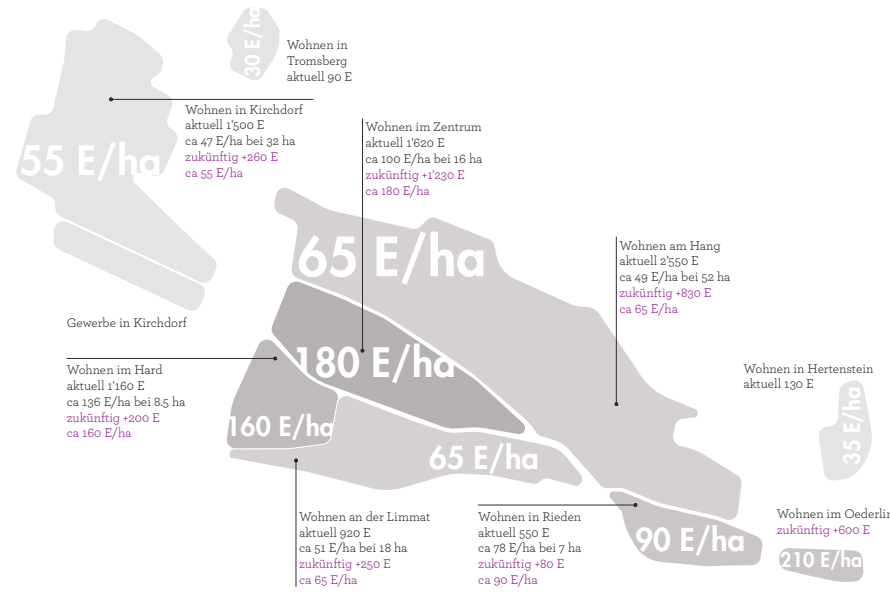 30 E/ha
Wohnen in
Tromsberg
aktuell 90 E
55 E/ha
Wohnen in Kirchdorf
aktuell 1'500 E
ca 47 E/ha bei 32 ha
zukünftig +260 E
ca 55 E/ha
Wohnen im Zentrum
aktuell 1'620 E
ca 100 E/ha bei 16 ha
zukünftig +1'230 E
ca 180 E/ha
65 E/ha
Wohnen am Hang
aktuell 2'550 E
ca 49 E/ha bei 52 ha
zukünftig +830 E
ca 65 E/ha
Gewerbe in Kirchdorf
180 E/ha
Wohnen im Hard
aktuell 1'160 E
ca 136 E/ha bei 8.5 ha
zukünftig +200 E
ca 160 E/ha
160 E/ha
65 E/ha
Wohnen in Hertenstein
aktuell 130 E
35 E/ha
Wohnen an der Limmat
aktuell 920 E
ca 51 E/ha bei 18 ha
zukünftig +250 E
ca 65 E/ha
Wohnen in Rieden
aktuell 550 E
ca 78 E/ha bei 7 ha
zukünftig +80 E
ca 90 E/ha
90 E/ha
Wohnen im Oederlin
zukünftig +600 E
210 E/ha